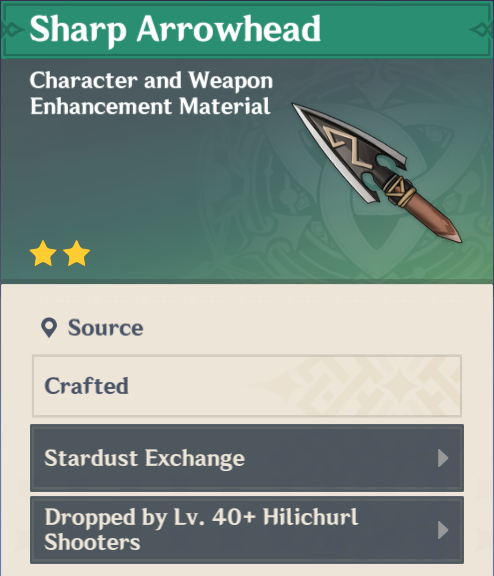 Sharp Arrowhead
Character and Weapon
Enhancement Material
Source
Crafted
Stardust Exchange
Dropped by Lv. 40+ Hilichurl
Shooters